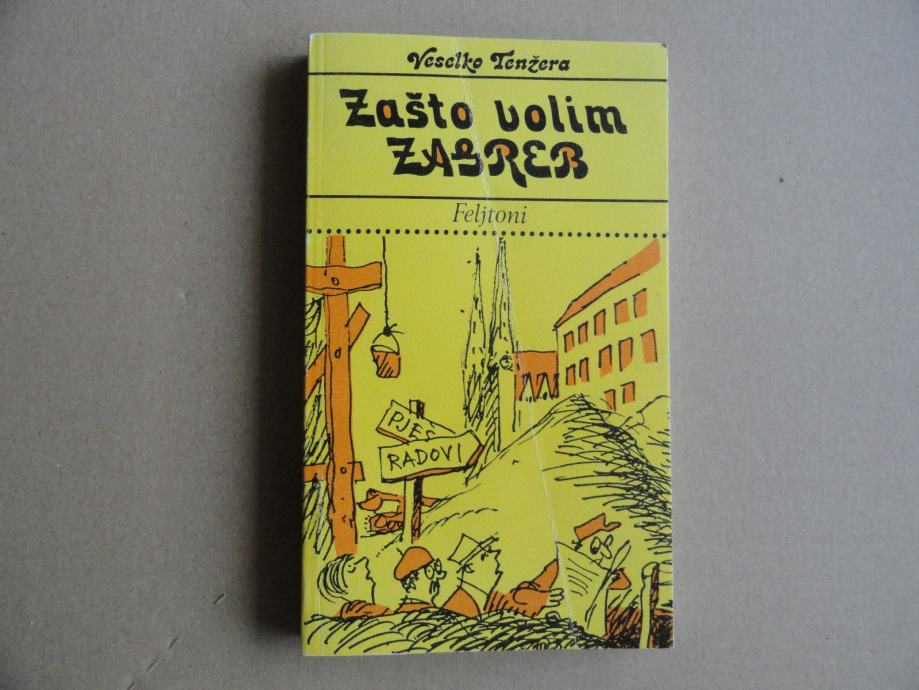 Veselko Tenžera
Zašto volim
ZAGREB
Feljtoni
PJEŠ
RADOVI